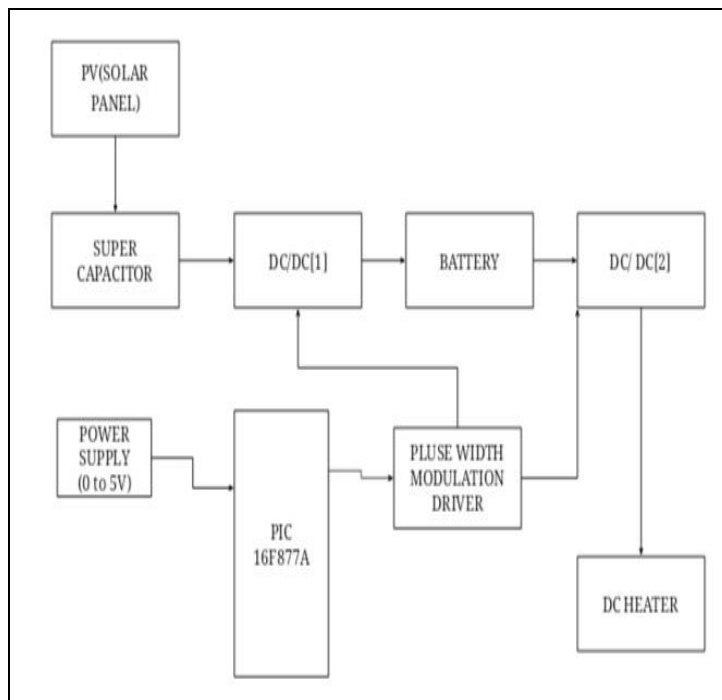 PV(SOLAR
PANEL)
SUPER
CAPACITOR
DC/DC[1]
BATTERY
DC/ DC[2]
POWER
SUPPLY
(0 to 5V)
PIC
16F877A
PLUSE WIDTH
MODULATION
DRIVER
DC HEATER